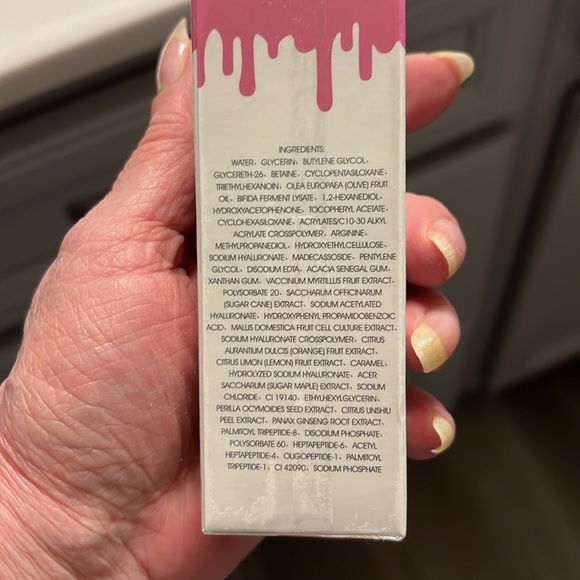 INGREDIENTS:
WATER、GLYCERIN、BUTYLENE GLYCOL、
GLYCERETH-26、BETAINE、CYCLOPENTASILOXANE、
TRIETHYLHEXANOIN、OLEA EUROPAEA (OLIVE) FRUIT
OIL、BIFIDA FERMENT LYSATE、1,2-HEXANEDIOL、
HYDROXYACETOPHENONE、TOCOPHERYL ACETATE、
CYCLOHEXASILOXANE、ACRYLATES/C10-30 ALKYL
ACRYLATE CROSSPOLYMER、ARGININE、
METHYLPROPANEDIOL、HYDROXYETHYLCELLULOSE、
SODIUM HYALURONATE、MADECASSOSIDE、PENTYLENE
GLYCOL、DISODIUM EDTA、ACACIA SENEGAL GUM、
XANTHAN GUM、VACCINIUM MYRTILLUS FRUIT EXTRACT、
POLYSORBATE 20、SACCHARUM OFFICINARUM
(SUGAR CANE) EXTRACT、SODIUM ACETYLATED
HYALURONATE、HYDROXYPHENYL PROPAMIDOBENZOIC
ACID、MALUS DOMESTICA FRUIT CELL CULTURE EXTRACT、
SODIUM HYALURONATE CROSSPOLYMER、CITRUS
AURANTIUM DULCIS (ORANGE) FRUIT EXTRACT、
CITRUS LIMON (LEMON) FRUIT EXTRACT、CARAMEL、
HYDROLYZED SODIUM HYALURONATE、ACER
SACCHARUM (SUGAR MAPLE) EXTRACT、SODIUM
CHLORIDE、CI 19140、ETHYLHEXYLGLYCERIN、
PERILLA OCYMOIDES SEED EXTRACT、CITRUS UNSHIU
PEEL EXTRACT、PANAX GINSENG ROOT EXTRACT、
PALMITOYL TRIPEPTIDE-8、DISODIUM PHOSPHATE、
POLYSORBATE 60、HEPTAPEPTIDE-6、ACETYL
HEPTAPEPTIDE-4、OLIGOPEPTIDE-1、PALMITOYL
TRIPEPTIDE-1、CI 42090、SODIUM PHOSPHATE